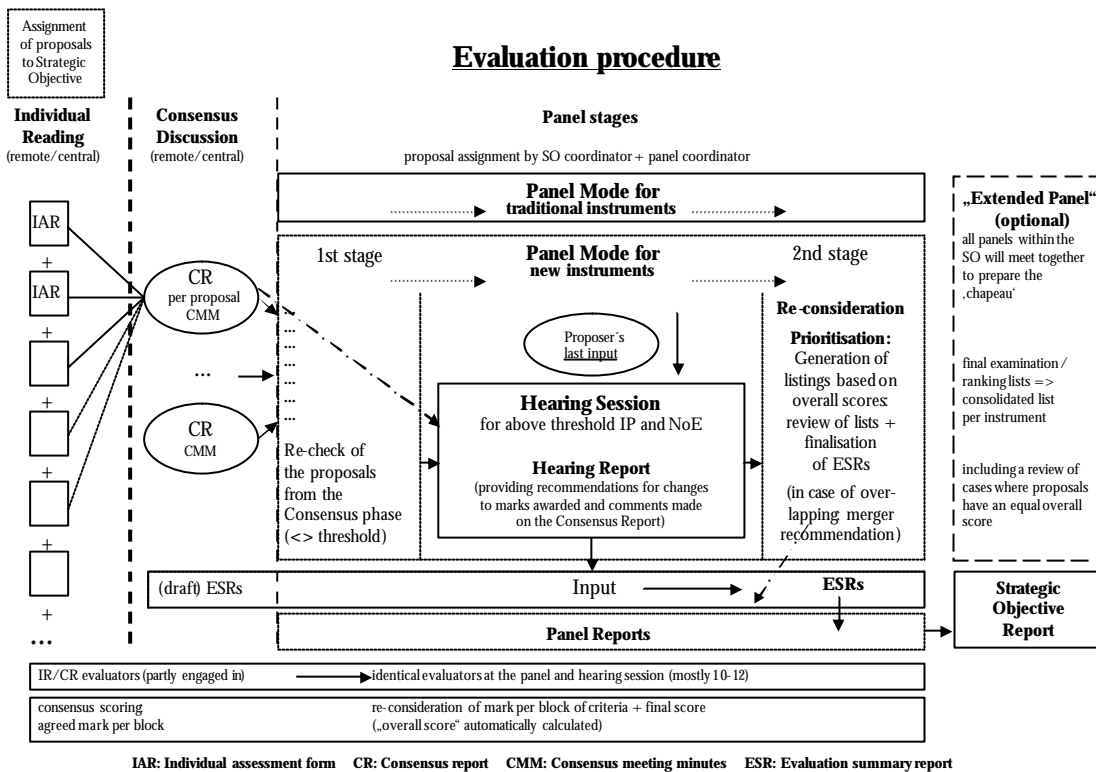 Assignment
of proposals
to Strategic
Objective
Evaluation procedure
Individual
Reading
(remote/central)
Consensus
Discussion
(remote/central)
Panel stages
proposal assignment by SO coordinator + panel coordinator
Panel Mode for
traditional instruments
1st stage
Panel Mode for
new instruments
2nd stage
„Extended Panel“
(optional)
all panels within the
SO will meet together
to prepare the
‚chapeau‘
final examination/
ranking lists =>
consolidated list
per instrument
including a review of
cases where proposals
have an equal overall
score
IAR
+
IAR
+
+
+
+
+
...
CR
per proposal
CMM
...
CR
CMM
...
...
...
...
...
...
...
Re-check of
the proposals
from the
Consensus phase
(<> threshold)
Proposer´s
last input
Hearing Session
for above threshold IP and NoE
Hearing Report
(providing recommendations for changes
to marks awarded and comments made
on the Consensus Report)
Re-consideration
Prioritisation:
Generation of
listings based on
overall scores:
review of lists +
finalisation
of ESRs
(in case of over-
lapping merger
recommendation)
(draft) ESRs
Input
ESRs
Panel Reports
Strategic
Objective
Report
IR/CR evaluators (partly engaged in)
identical evaluators at the panel and hearing session (mostly 10-12)
consensus scoring
agreed mark per block
re-consideration of mark per block of criteria + final score
(„overall score“ automatically calculated)
IAR: Individual assessment form CR: Consensus report CMM: Consensus meeting minutes ESR: Evaluation summary report